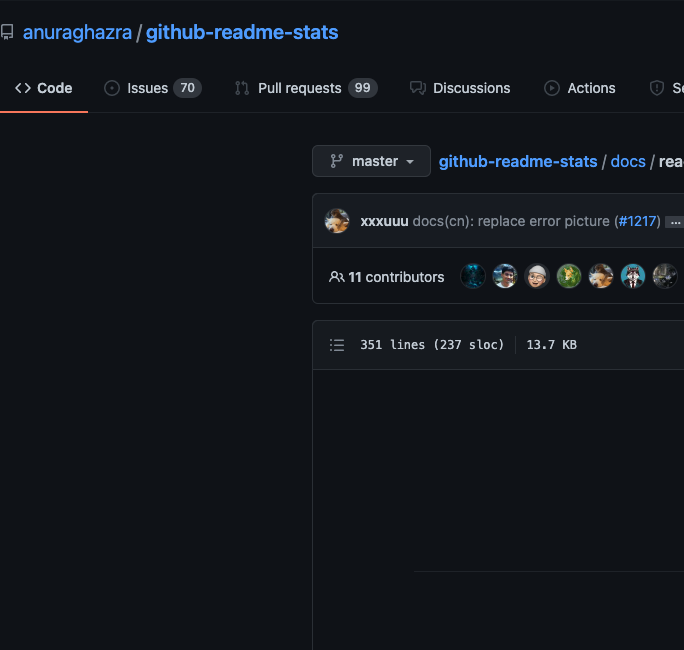 anuraghazra / github-readme-stats
Code Issues 70 Pull requests 99 Discussions Actions Se
master github-readme-stats / docs / rea
xxxuuu docs(cn): replace error picture (#1217) ...
11 contributors
351 lines (237 sloc) 13.7 KB